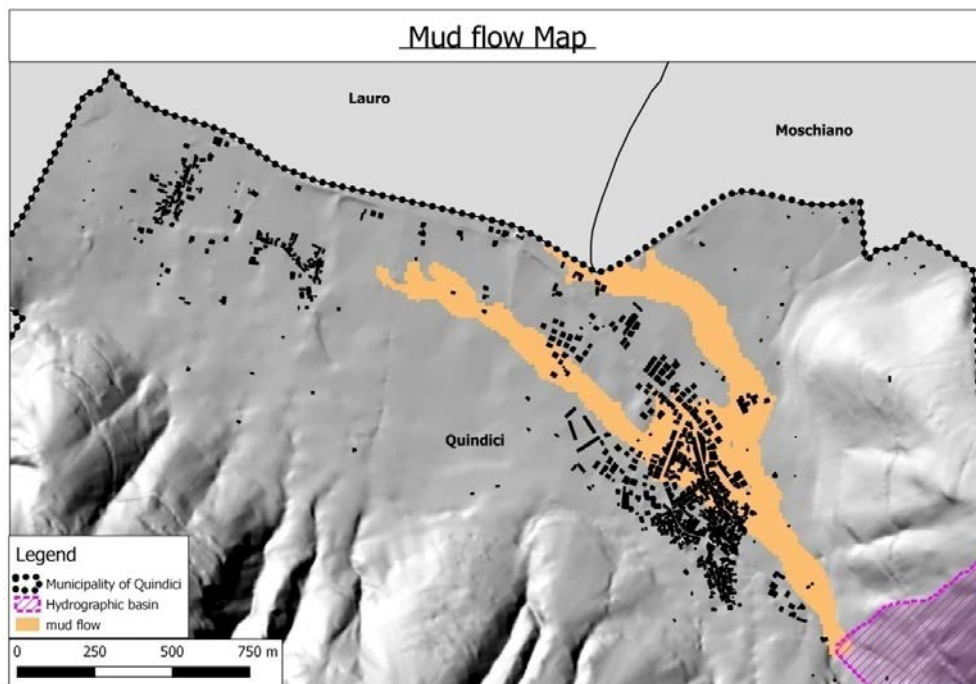 Mud flow Map
Lauro
Moschiano
Quindici
Legend
Municipality of Quindici
Hydrographic basin
mud flow
0 250 500 750 m